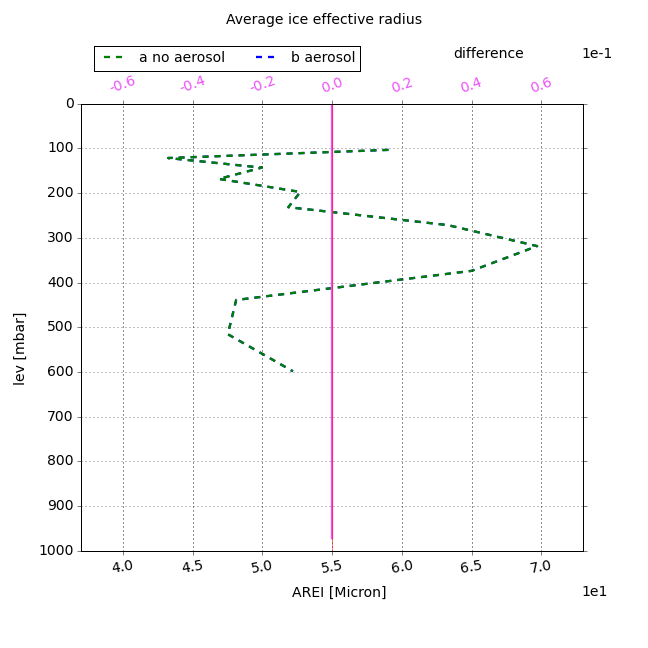 Average ice effective radius
a no aerosol b aerosol difference 1e-1
-0.6 -0.4 -0.2 0.0 0.2 0.4 0.6
0
100
200
300
400
500
600
700
800
900
1000
lev [mbar]
4.0 4.5 5.0 5.5 6.0 6.5 7.0
AREI [Micron] 1e1